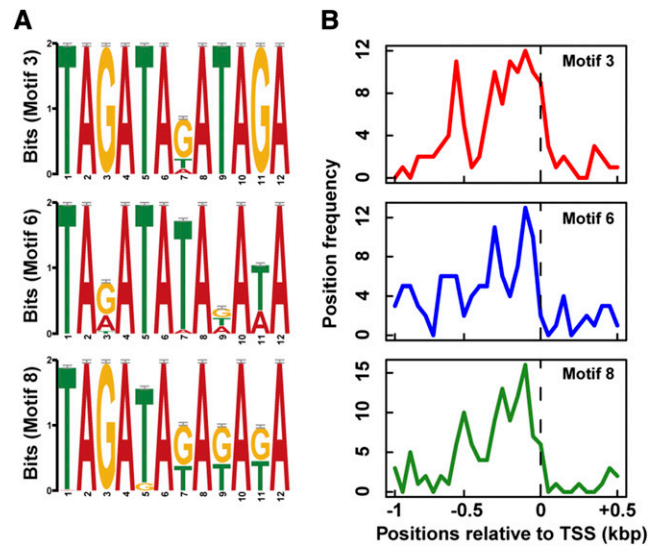 A
B
Bits (Motif 3)
2
1
0
TAGATAGATAGA
T
A
1 2 3 4 5 6 7 8 9 10 11 12
Bits (Motif 6)
2
1
0
TAGATATAGATA
A
T
A
T
A
A
1 2 3 4 5 6 7 8 9 10 11 12
Bits (Motif 8)
2
1
0
TAGATAGAGAGA
G
T
T
T
1 2 3 4 5 6 7 8 9 10 11 12
Position frequency
Motif 3
12
8
4
0
Motif 6
12
8
4
0
Motif 8
15
10
5
0
-1 -0.5 0 +0.5
Positions relative to TSS (kbp)